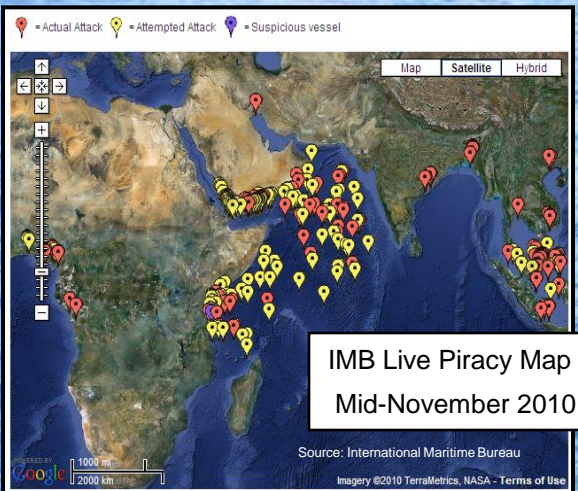 = Actual Attack = Attempted Attack = Suspicious vessel
Map Satellite Hybrid
IMB Live Piracy Map
Mid-November 2010
Source: International Maritime Bureau
POWERED BY
Google
1000 mi
2000 km
Imagery ©2010 TerraMetrics, NASA - Terms of Use